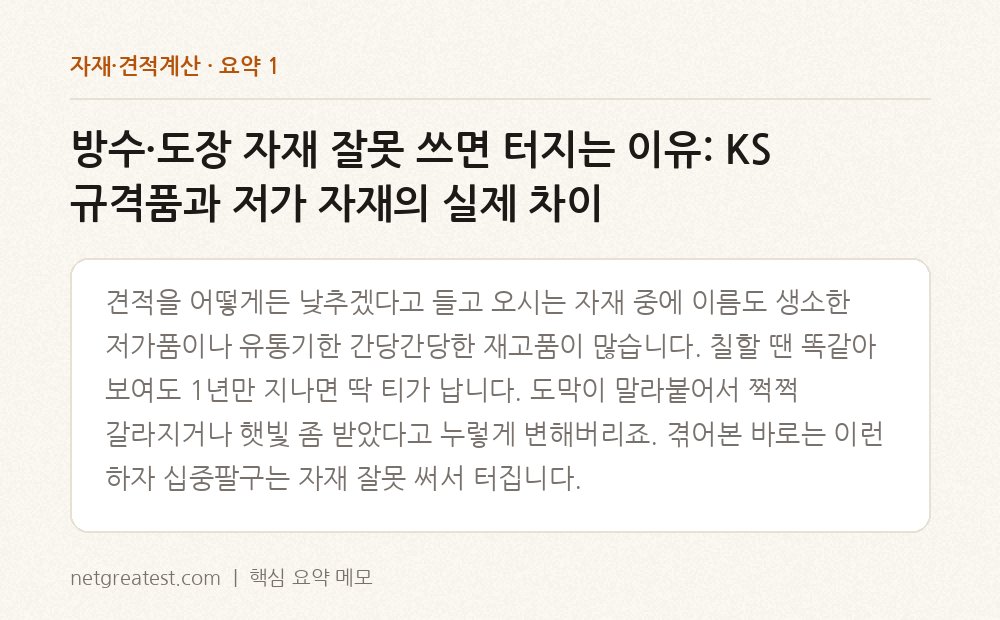 자재·견적계산 · 요약 1
방수·도장 자재 잘못 쓰면 터지는 이유: KS
규격품과 저가 자재의 실제 차이
견적을 어떻게든 낮추겠다고 들고 오시는 자재 중에 이름도 생소한
저가품이나 유통기한 간당간당한 재고품이 많습니다. 칠할 땐 똑같아
보여도 1년만 지나면 딱 티가 납니다. 도막이 말라붙어서 쩍쩍
갈라지거나 햇빛 좀 받았다고 누렇게 변해버리죠. 겪어본 바로는 이런
하자 십중팔구는 자재 잘못 써서 터집니다.
netgreatest.com | 핵심 요약 메모